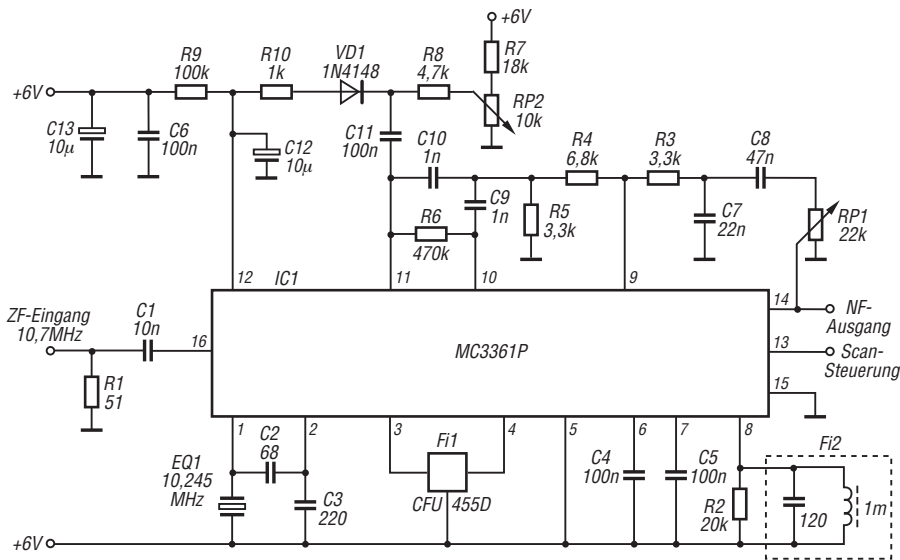 +6V
R7
18k
R9
100k
R10
1k
VD1
1N4148
R8
4,7k
+6V
RP2
10k
C13
10µ
C6
100n
C12
10µ
C11
100n
C10
1n
R4
6,8k
R3
3,3k
C8
47n
C9
1n
R5
3,3k
C7
22n
RP1
22k
R6
470k
12
IC1
11
10
9
ZF-Eingang
10,7MHz
C1
10n
16
MC3361P
14
NF-
Ausgang
13
Scan-
Steuerung
15
R1
51
1
2
3
4
5
6
7
8
C2
68
EQ1
10,245
MHz
C3
220
Fi1
CFU 455D
C4
100n
C5
100n
R2
20k
Fi2
120
1m
+6V